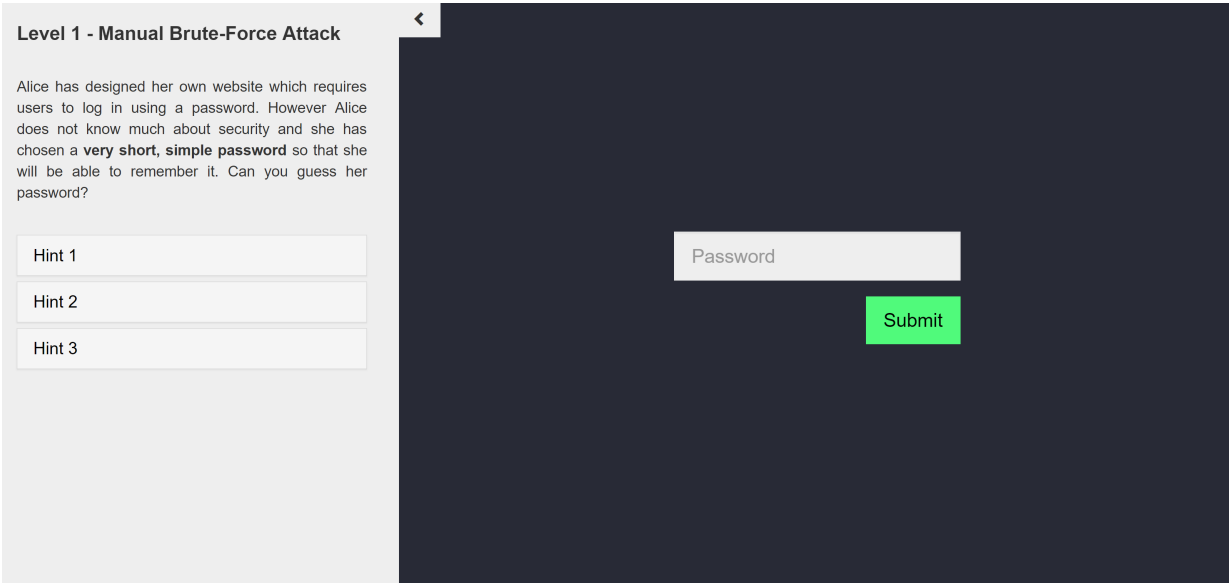 Level 1 - Manual Brute-Force Attack
Alice has designed her own website which requires
users to log in using a password. However Alice
does not know much about security and she has
chosen a very short, simple password so that she
will be able to remember it. Can you guess her
password?
Hint 1
Hint 2
Hint 3
Password
Submit